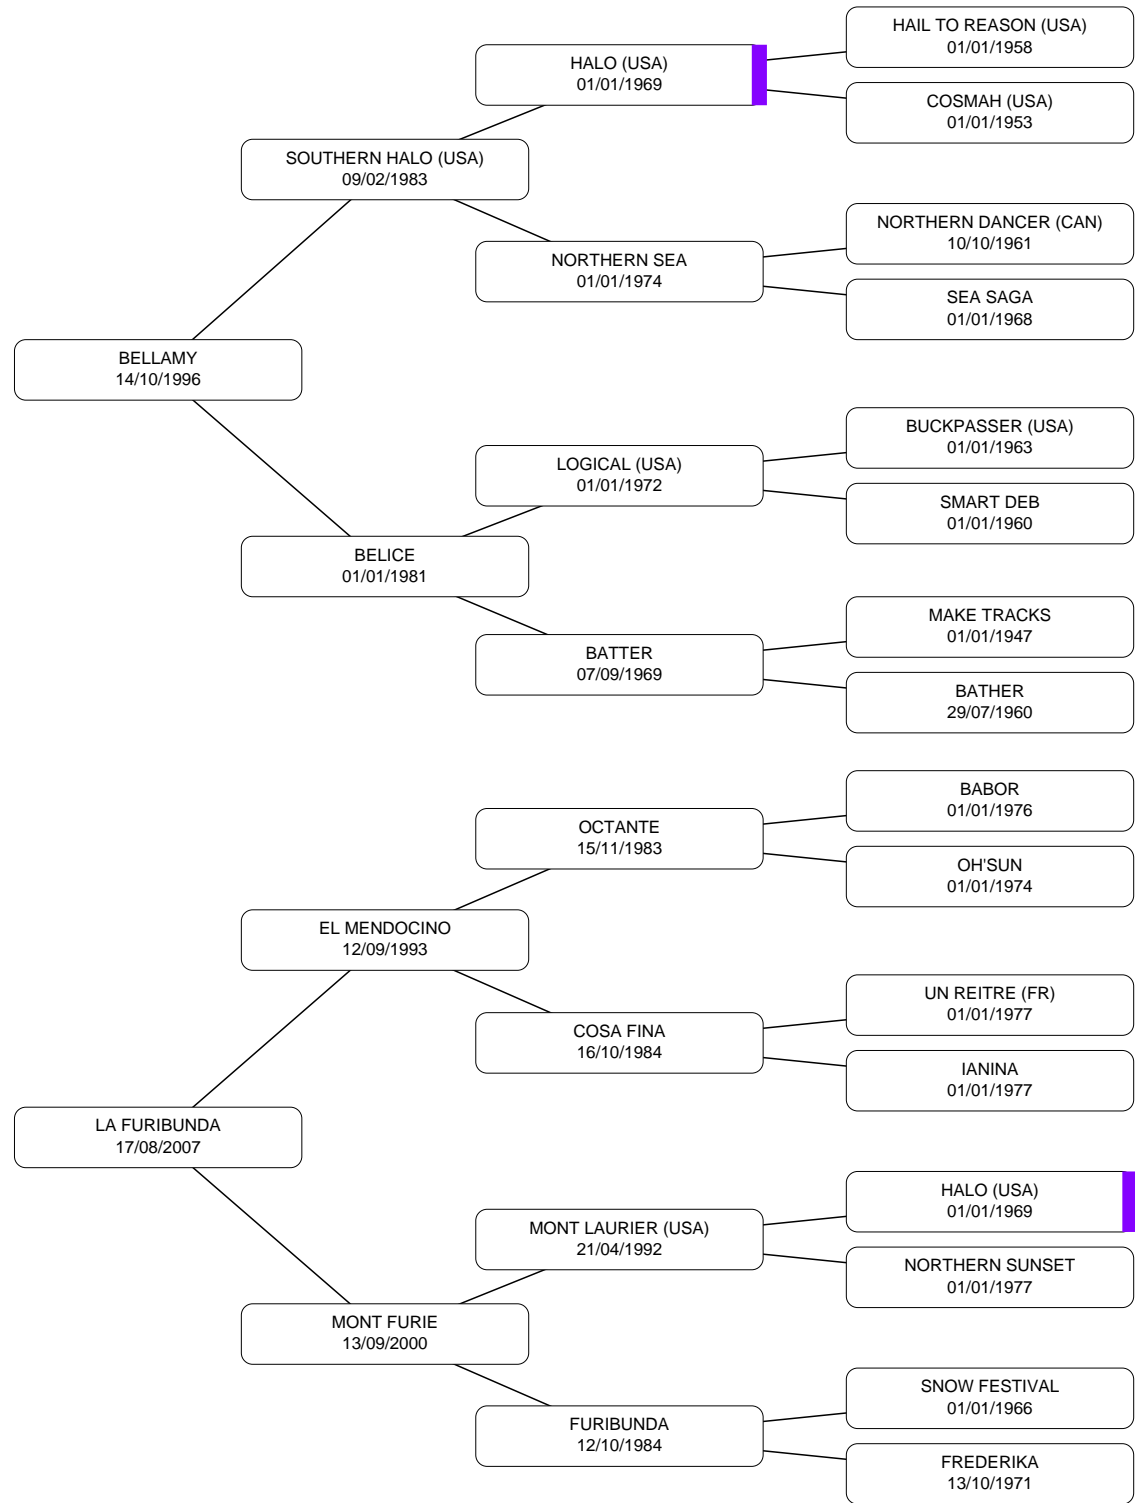 HAIL TO REASON (USA)
01/01/1958
HALO (USA)
01/01/1969
COSMAH (USA)
01/01/1953
SOUTHERN HALO (USA)
09/02/1983
NORTHERN DANCER (CAN)
10/10/1961
NORTHERN SEA
01/01/1974
SEA SAGA
01/01/1968
BELLAMY
14/10/1996
BUCKPASSER (USA)
01/01/1963
LOGICAL (USA)
01/01/1972
SMART DEB
01/01/1960
BELICE
01/01/1981
MAKE TRACKS
01/01/1947
BATTER
07/09/1969
BATHER
29/07/1960
BABOR
01/01/1976
OCTANTE
15/11/1983
OH'SUN
01/01/1974
EL MENDOCINO
12/09/1993
UN REITRE (FR)
01/01/1977
COSA FINA
16/10/1984
IANINA
01/01/1977
LA FURIBUNDA
17/08/2007
HALO (USA)
01/01/1969
MONT LAURIER (USA)
21/04/1992
NORTHERN SUNSET
01/01/1977
MONT FURIE
13/09/2000
SNOW FESTIVAL
01/01/1966
FURIBUNDA
12/10/1984
FREDERIKA
13/10/1971